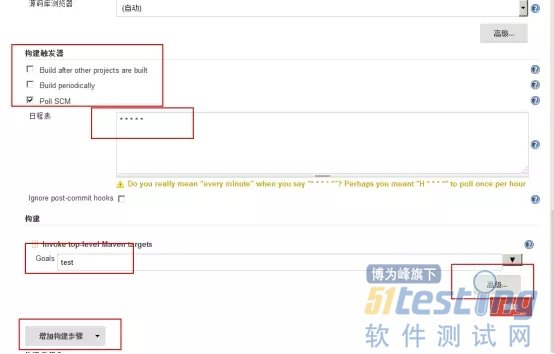 源码库浏览器
(自动)
高级...
构建触发器
Build after other projects are built
Build periodically
Poll SCM
日程表
* * * * *
Do you really mean "every minute" when you say "* * * * *"? Perhaps you meant "H * * * *" to poll once per hour
Ignore post-commit hooks
构建
Invoke top-level Maven targets
Goals
test
高级...
博为峰旗下
51testing
软件测试网
增加构建步骤